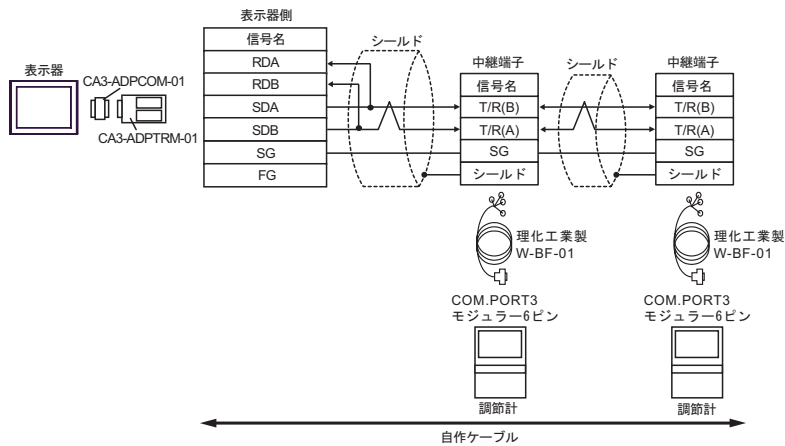 表示器
CA3-ADPCOM-01
CA3-ADPTRM-01
表示器側
信号名
RDA
RDB
SDA
SDB
SG
FG
シールド
中継端子
信号名
T/R(B)
T/R(A)
SG
シールド
シールド
中継端子
信号名
T/R(B)
T/R(A)
SG
シールド
理化工業製
W-BF-01
COM.PORT3
モジュラー6ピン
調節計
理化工業製
W-BF-01
COM.PORT3
モジュラー6ピン
調節計
自作ケーブル